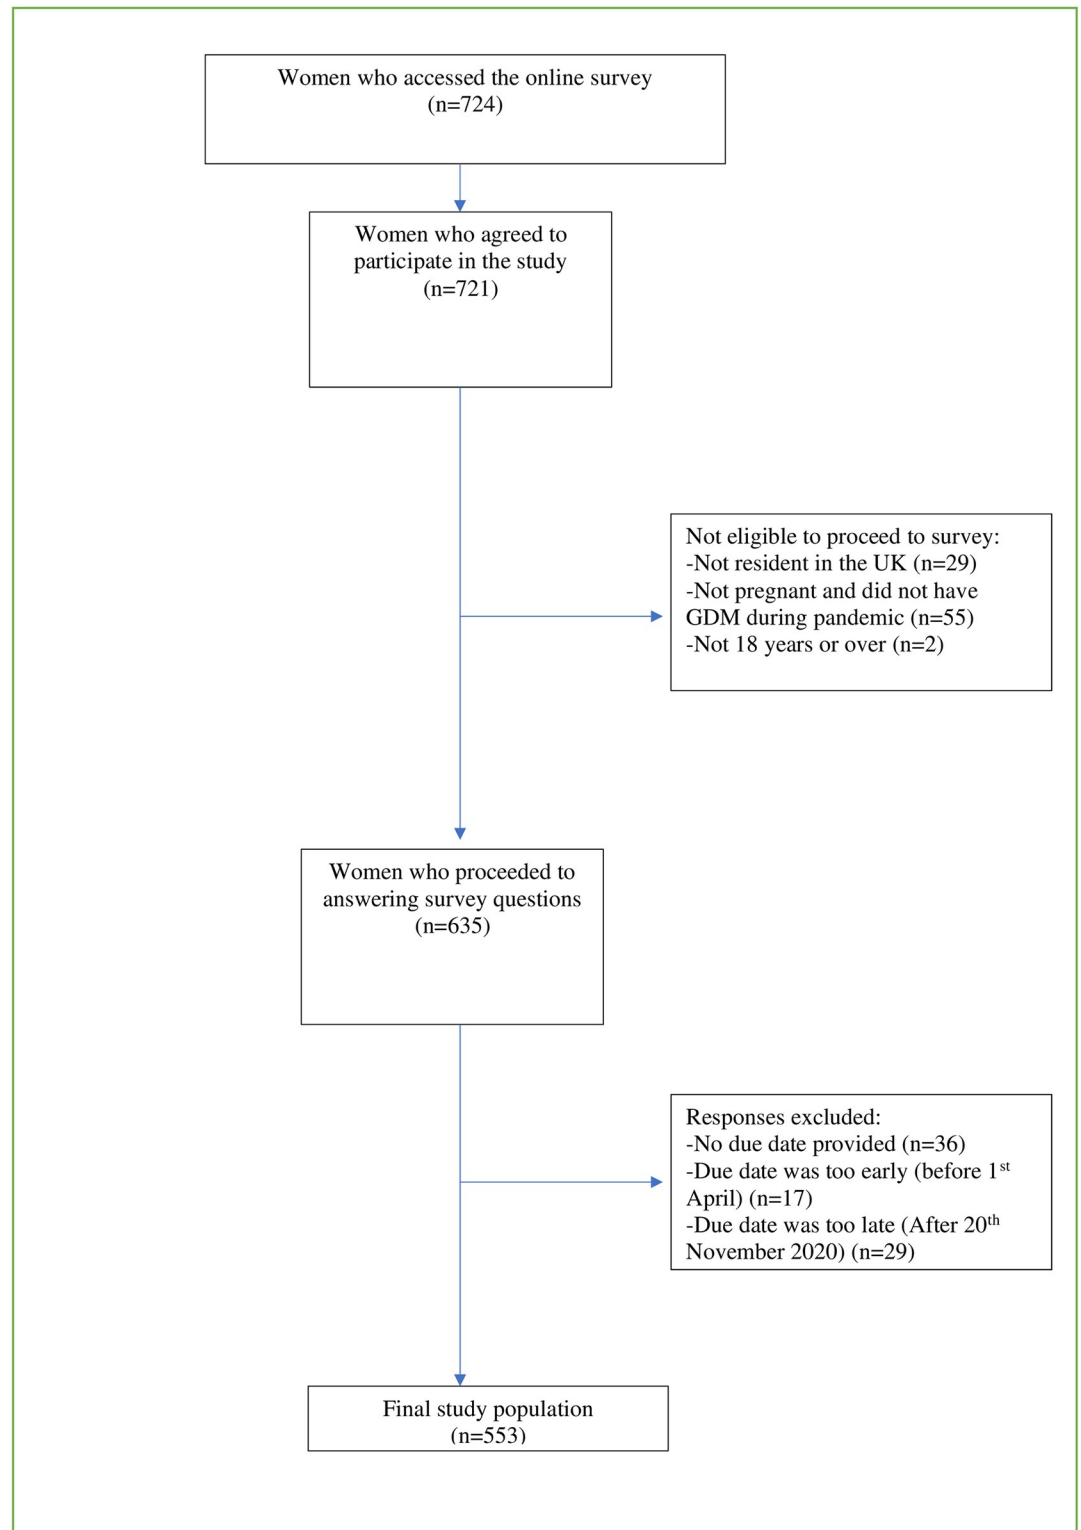 Women who accessed the online survey
(n=724)
Women who agreed to
participate in the study
(n=721)
Not eligible to proceed to survey:
-Not resident in the UK (n=29)
-Not pregnant and did not have
GDM during pandemic (n=55)
-Not 18 years or over (n=2)
Women who proceeded to
answering survey questions
(n=635)
Responses excluded:
-No due date provided (n=36)
-Due date was too early (before 1st
April) (n=17)
-Due date was too late (After 20th
November 2020) (n=29)
Final study population
(n=553)